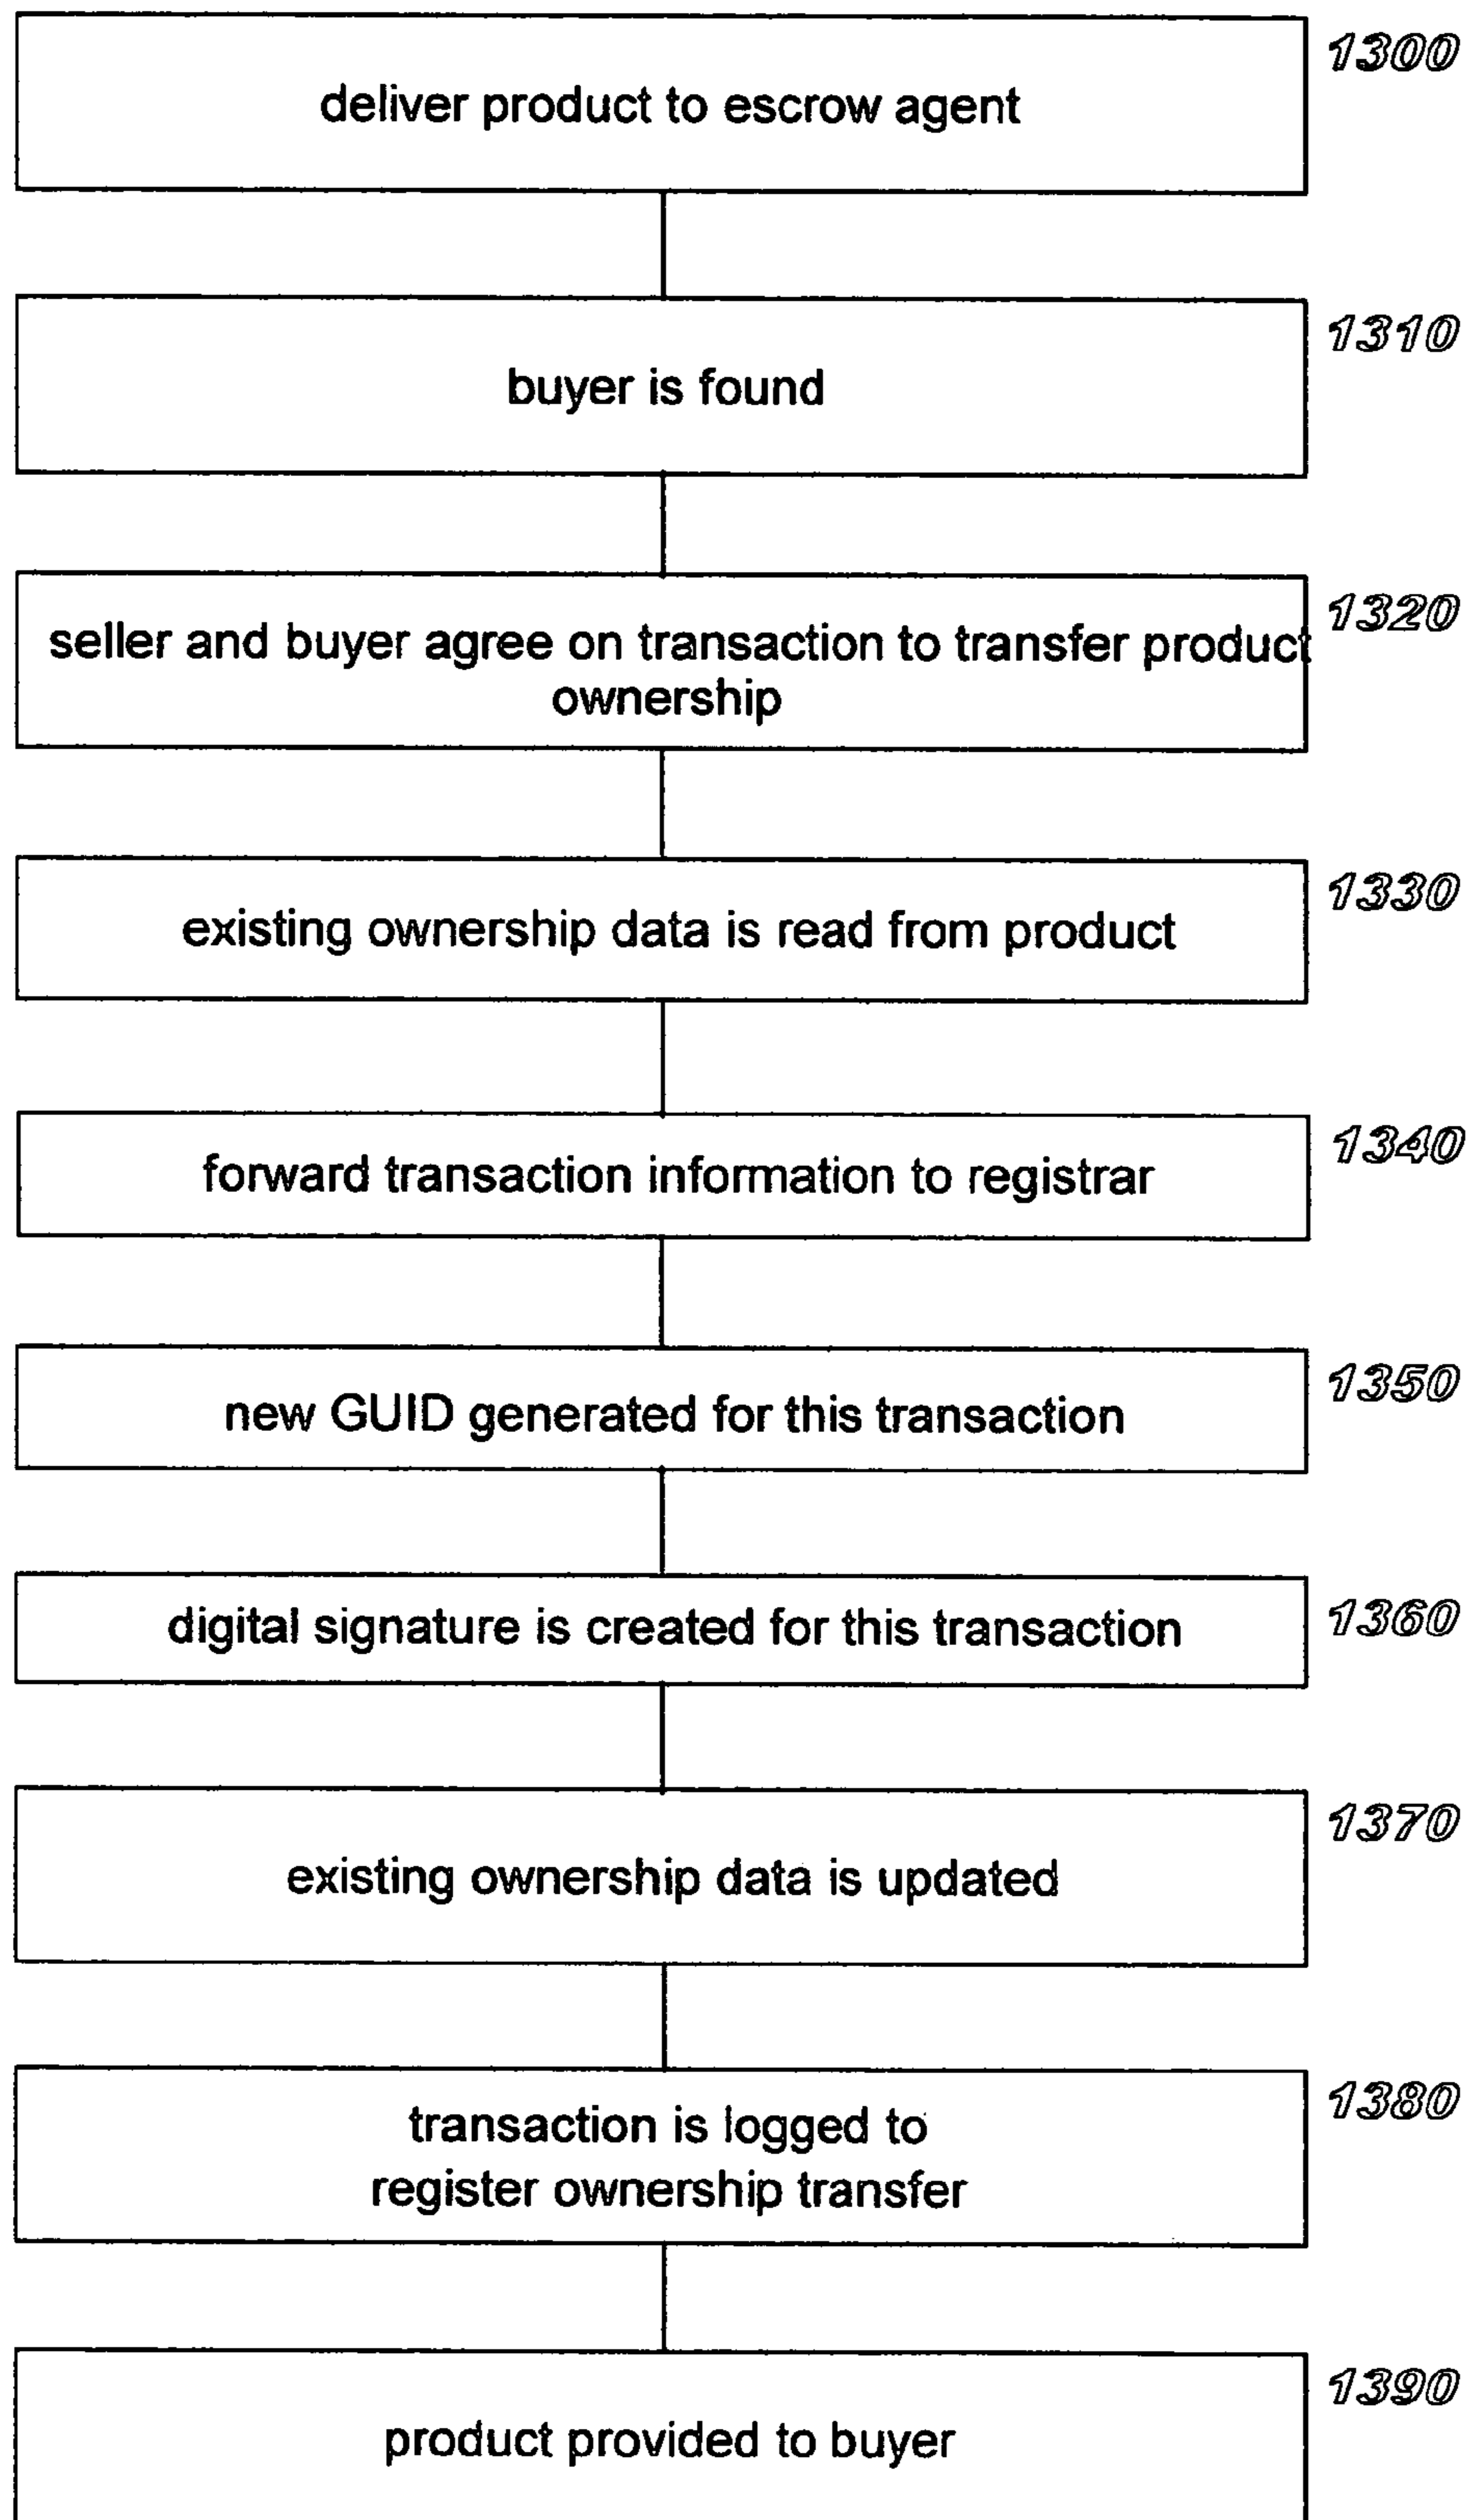 1300
deliver product to escrow agent
1310
buyer is found
1320
seller and buyer agree on transaction to transfer product
ownership
1330
existing ownership data is read from product
1340
forward transaction information to registrar
1350
new GUID generated for this transaction
1360
digital signature is created for this transaction
1370
existing ownership data is updated
1380
transaction is logged to
register ownership transfer
1390
product provided to buyer